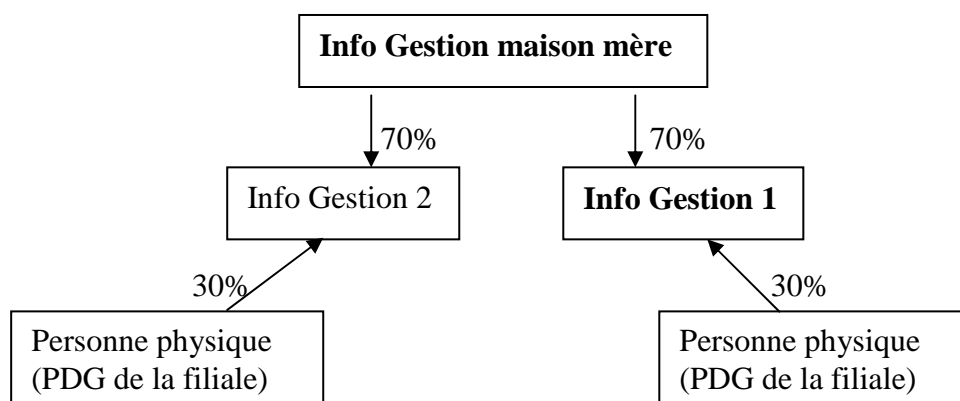 Info Gestion maison mère
70%
70%
Info Gestion 2
Info Gestion 1
30%
30%
Personne physique
(PDG de la filiale)
Personne physique
(PDG de la filiale)